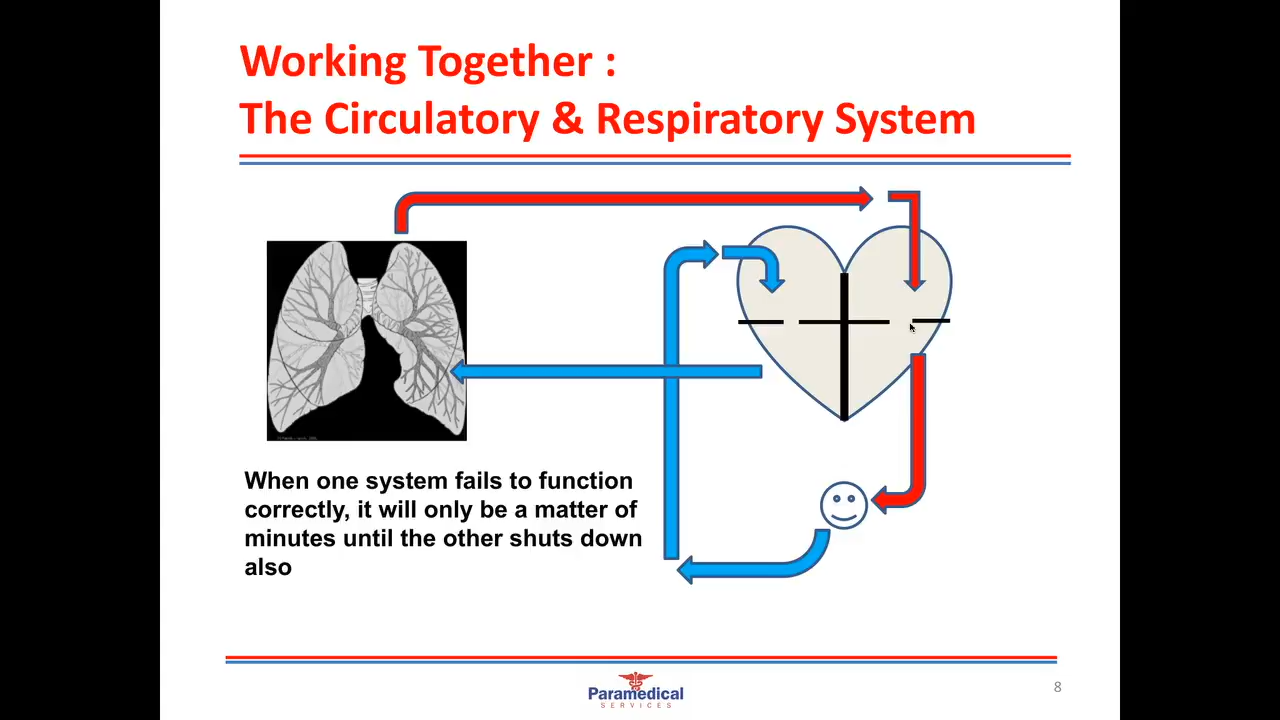 Working Together :
The Circulatory & Respiratory System
When one system fails to function
correctly, it will only be a matter of
minutes until the other shuts down
also
Paramedical
SERVICES
8